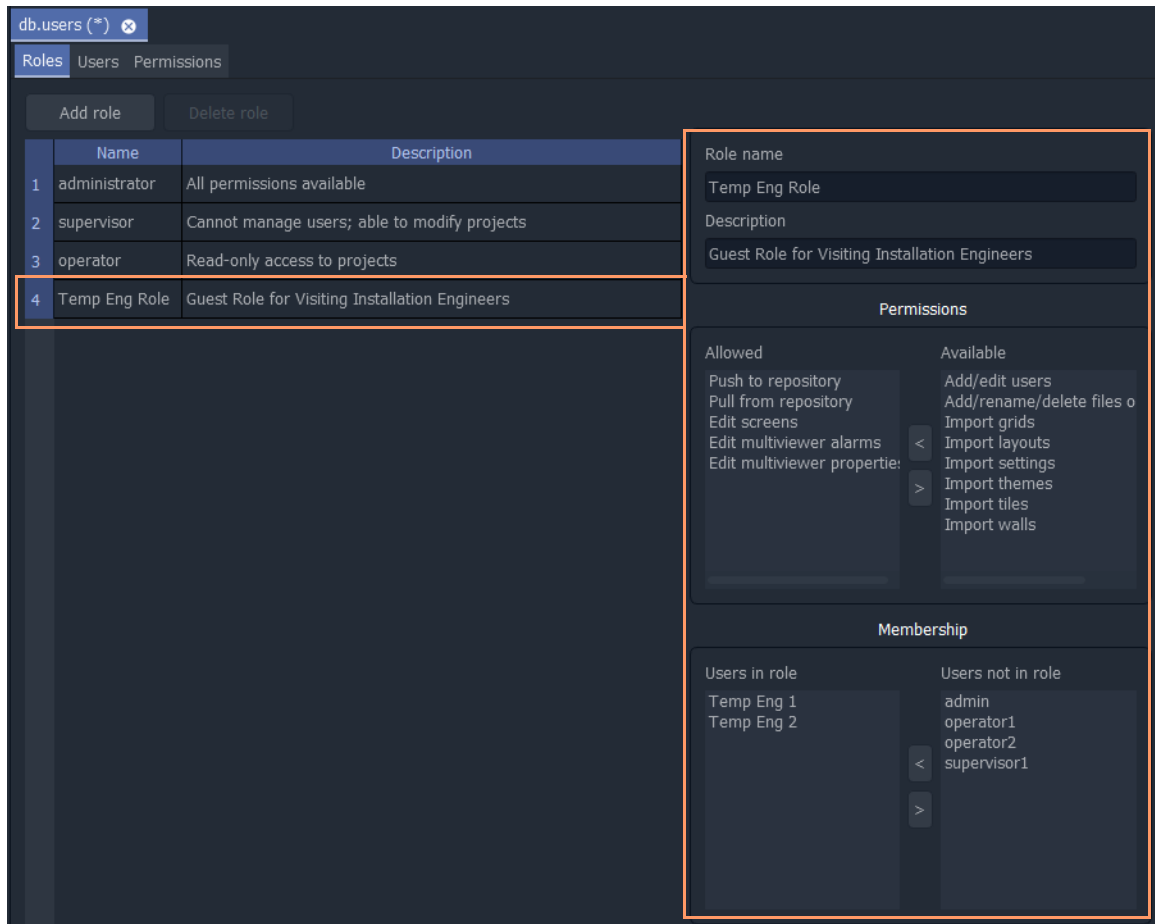 db.users (*)
Roles Users Permissions
Add role Delete role
Name Description
1 administrator All permissions available
2 supervisor Cannot manage users; able to modify projects
3 operator Read-only access to projects
4 Temp Eng Role Guest Role for Visiting Installation Engineers
Role name
Temp Eng Role
Description
Guest Role for Visiting Installation Engineers
Permissions
Allowed
Push to repository
Pull from repository
Edit screens
Edit multiviewer alarms
Edit multiviewer properties
<
>
Available
Add/edit users
Add/rename/delete files o
Import grids
Import layouts
Import settings
Import themes
Import tiles
Import walls
Membership
Users in role
Temp Eng 1
Temp Eng 2
<
>
Users not in role
admin
operator1
operator2
supervisor1